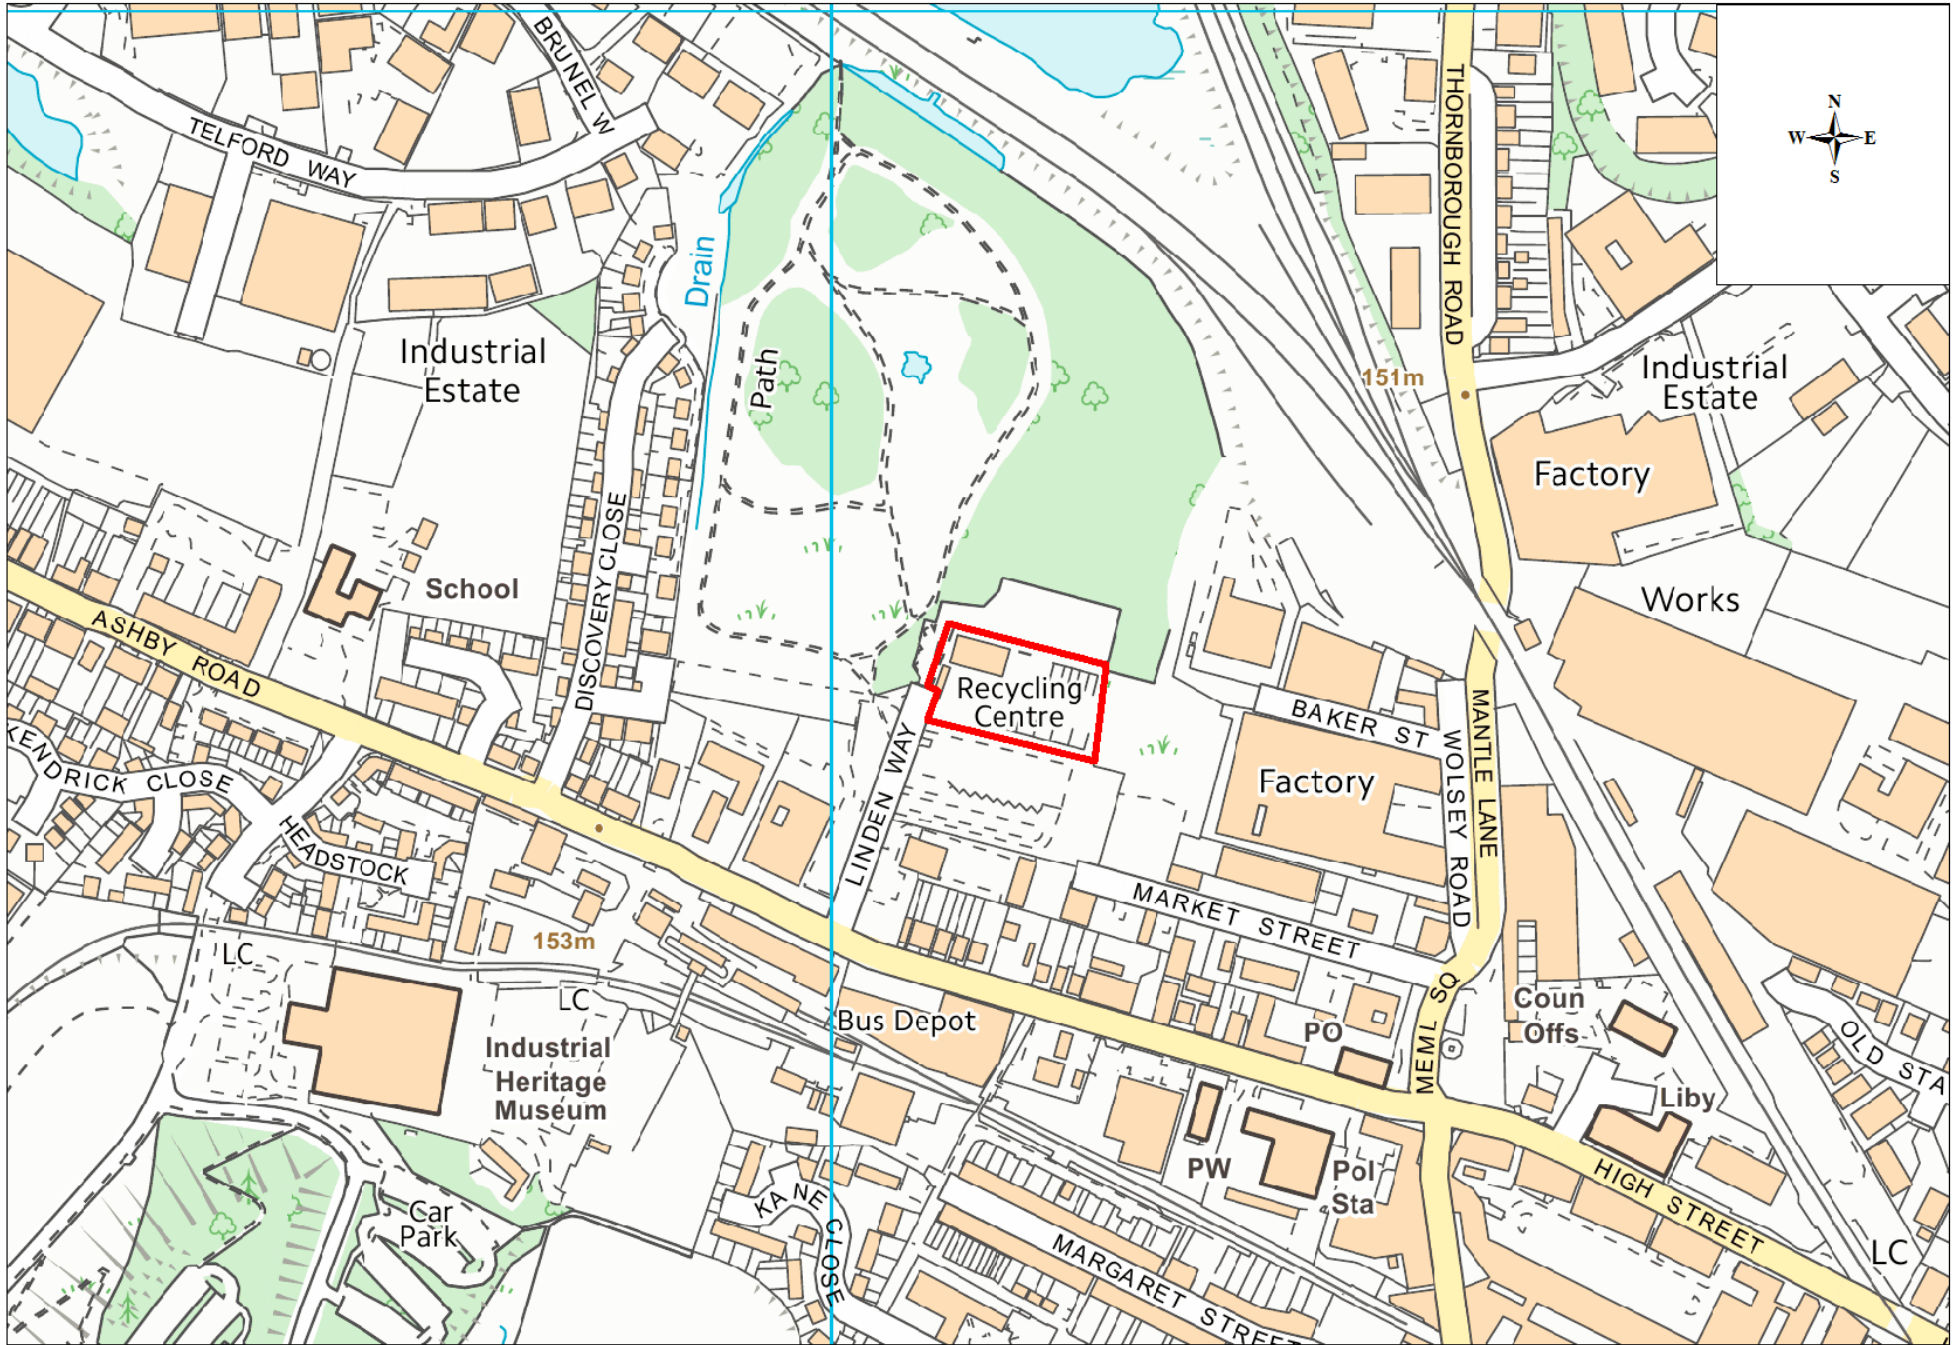 BRUNEL W
TELFORD WAY
THORNBOROUGH ROAD
N
W E
S
Drain
Path
Industrial
Estate
151m
Industrial
Estate
Factory
School
Works
DISCOVERY CLOSE
ASHBY ROAD
Recycling
Centre
BAKER ST
MANTLE LANE
WOLSEY ROAD
KENDRICK CLOSE
HEADSTOCK
LINDEN WAY
Factory
MARKET STREET
153m
LC
LC
Bus Depot
MEML SQ
Coun
Offs
PO
OLD STA
Industrial
Heritage
Museum
Liby
PW
Pol
Sta
Car
Park
KANE CLOSE
HIGH STREET
MARGARET STREET
LC